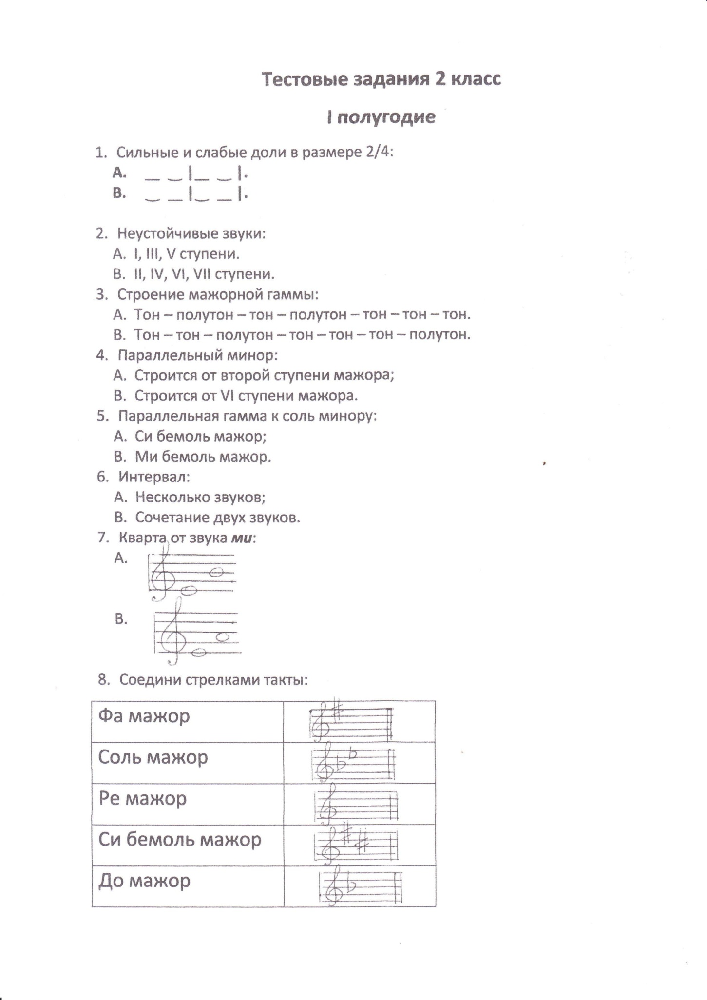 Тестовые задания 2 класс
I полугодие
1. Сильные и слабые доли в размере 2/4:
A. __ ‿ |__ ‿ |.
B. ‿ __ |‿ __ |.
2. Неустойчивые звуки:
A. I, III, V ступени.
B. II, IV, VI, VII ступени.
3. Строение мажорной гаммы:
A. Тон – полутон – тон – полутон – тон – тон – тон.
B. Тон – тон – полутон – тон – тон – тон – полутон.
4. Параллельный минор:
A. Строится от второй ступени мажора;
B. Строится от VI ступени мажора.
5. Параллельная гамма к соль минору:
A. Си бемоль мажор;
B. Ми бемоль мажор.
6. Интервал:
A. Несколько звуков;
B. Сочетание двух звуков.
7. Кварта от звука ми:
A.
B.
8. Соедини стрелками такты:
Фа мажор
Соль мажор
Ре мажор
Си бемоль мажор
До мажор